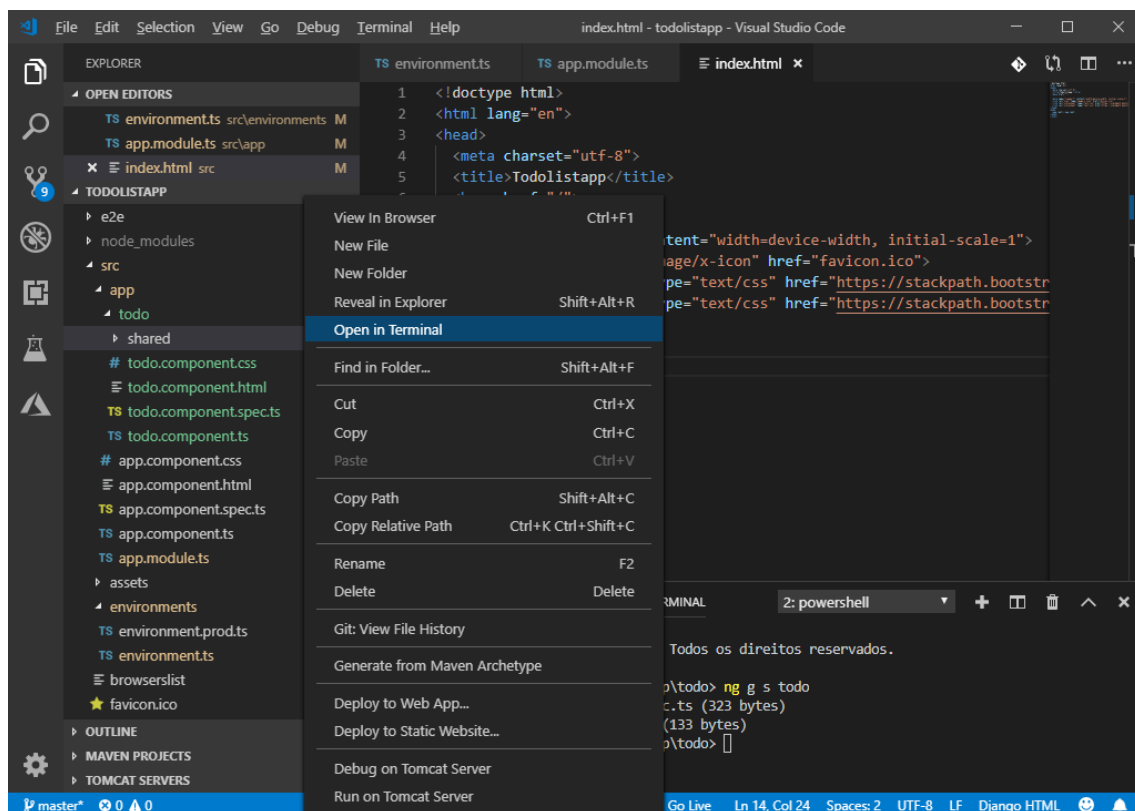 File Edit Selection View Go Debug Terminal Help index.html - todolistapp - Visual Studio Code
EXPLORER
OPEN EDITORS
TS environment.ts src\environments M
TS app.module.ts src\app M
index.html src M
TODOLISTAPP
e2e
node_modules
src
app
todo
shared
# todo.component.css
todo.component.html
TS todo.component.spec.ts
TS todo.component.ts
# app.component.css
app.component.html
TS app.component.spec.ts
TS app.component.ts
TS app.module.ts
assets
environments
TS environment.prod.ts
TS environment.ts
browserslist
favicon.ico
OUTLINE
MAVEN PROJECTS
TOMCAT SERVERS
9
TS environment.ts TS app.module.ts index.html
1 <!doctype html>
2 <html lang="en">
3 <head>
4 <meta charset="utf-8">
5 <title>Todolistapp</title>
tent="width=device-width, initial-scale=1">
age/x-icon" href="favicon.ico">
pe="text/css" href="https://stackpath.bootstr
pe="text/css" href="https://stackpath.bootstr
View In Browser Ctrl+F1
New File
New Folder
Reveal in Explorer Shift+Alt+R
Open in Terminal
Find in Folder... Shift+Alt+F
Cut Ctrl+X
Copy Ctrl+C
Paste Ctrl+V
Copy Path Shift+Alt+C
Copy Relative Path Ctrl+K Ctrl+Shift+C
Rename F2
Delete Delete
Git: View File History
Generate from Maven Archetype
Deploy to Web App...
Deploy to Static Website...
Debug on Tomcat Server
Run on Tomcat Server
RMINAL 2: powershell
Todos os direitos reservados.
p\todo> ng g s todo
c.ts (323 bytes)
(133 bytes)
p\todo>
master* 0 0 Go Live Ln 14, Col 24 Spaces: 2 UTF-8 LF Django HTML